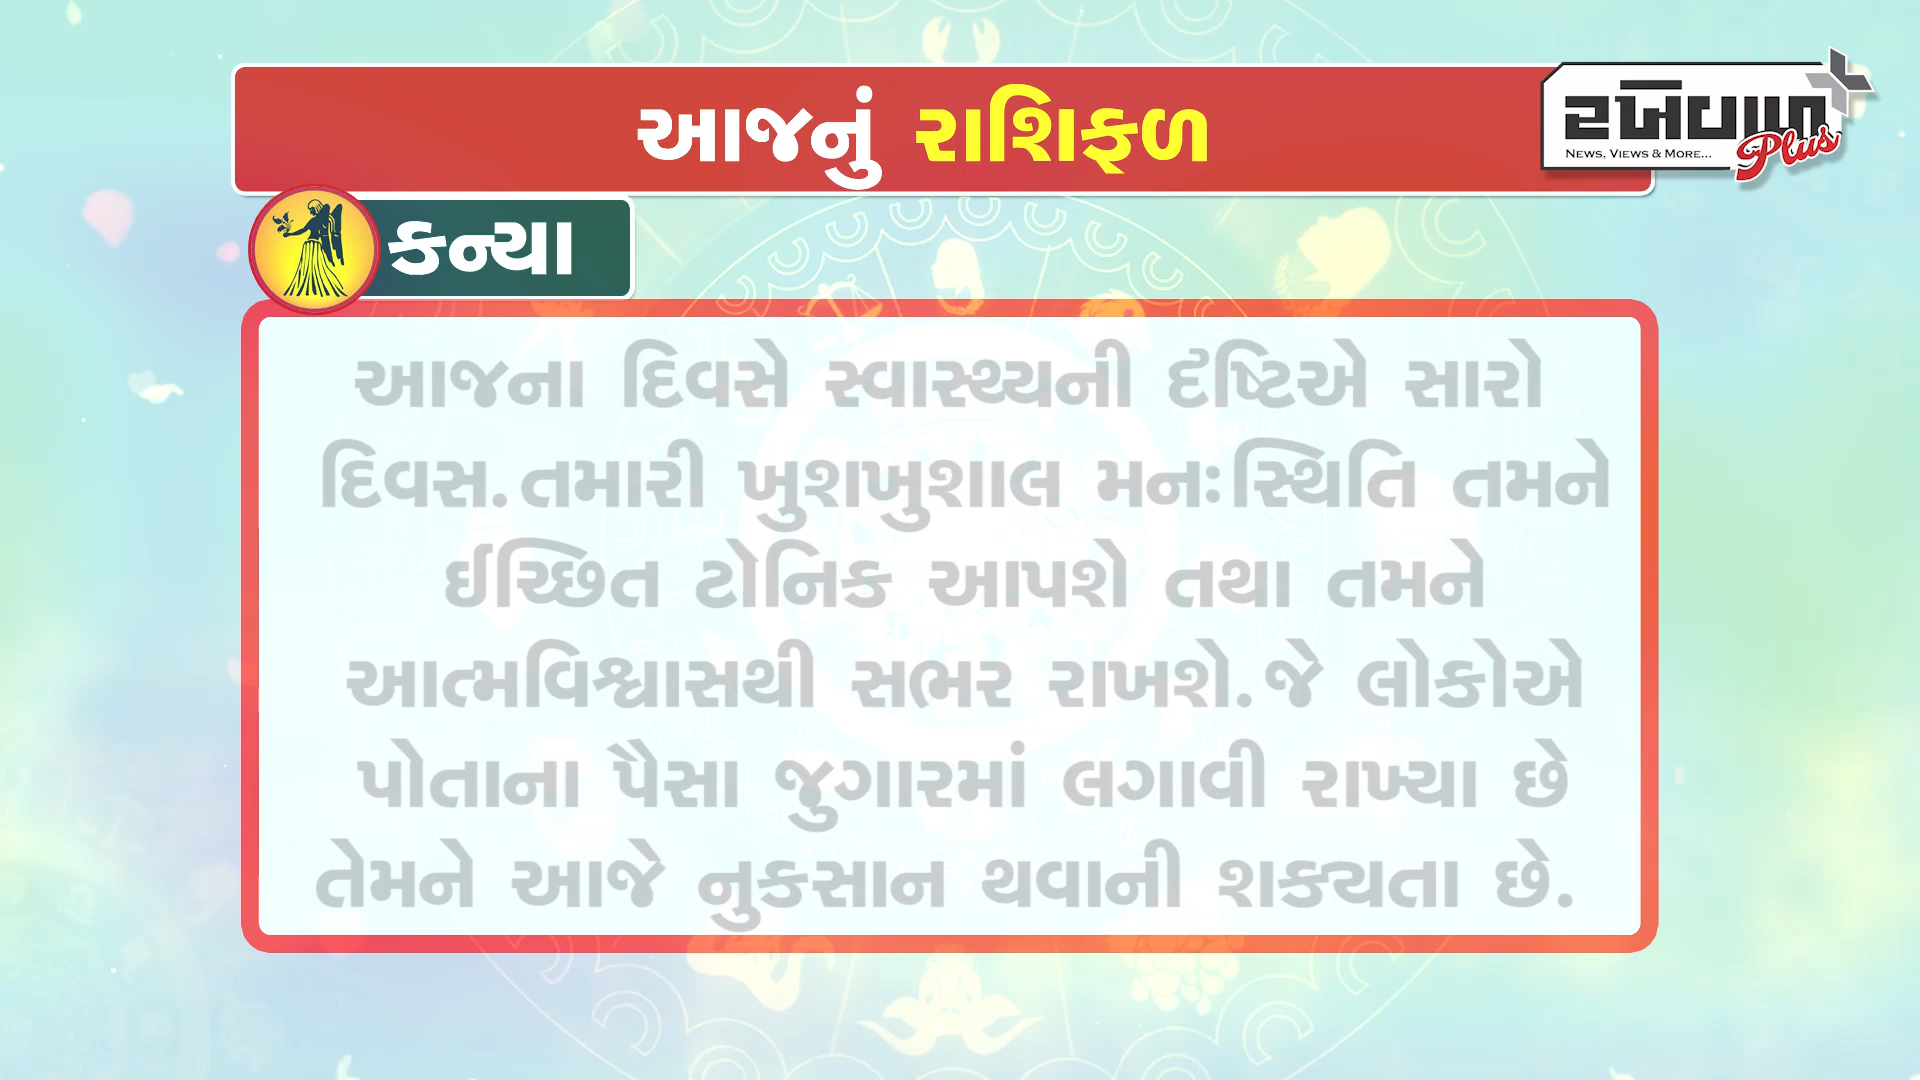 આજનું રાશિફળ
રખેવાળ
Plus
NEWS, VIEWS & MORE...
કન્યા
આજના દિવસે સ્વાસ્થ્યની દૃષ્ટિએ સારો
દિવસ.તમારી ખુશખુશાલ મનઃસ્થિતિ તમને
ઈચ્છિત ટોનિક આપશે તથા તમને
આત્મવિશ્વાસથી સભર રાખશે.જે લોકોએ
પોતાના પૈસા જુગારમાં લગાવી રાખ્યા છે
તેમને આજે નુકસાન થવાની શક્યતા છે.